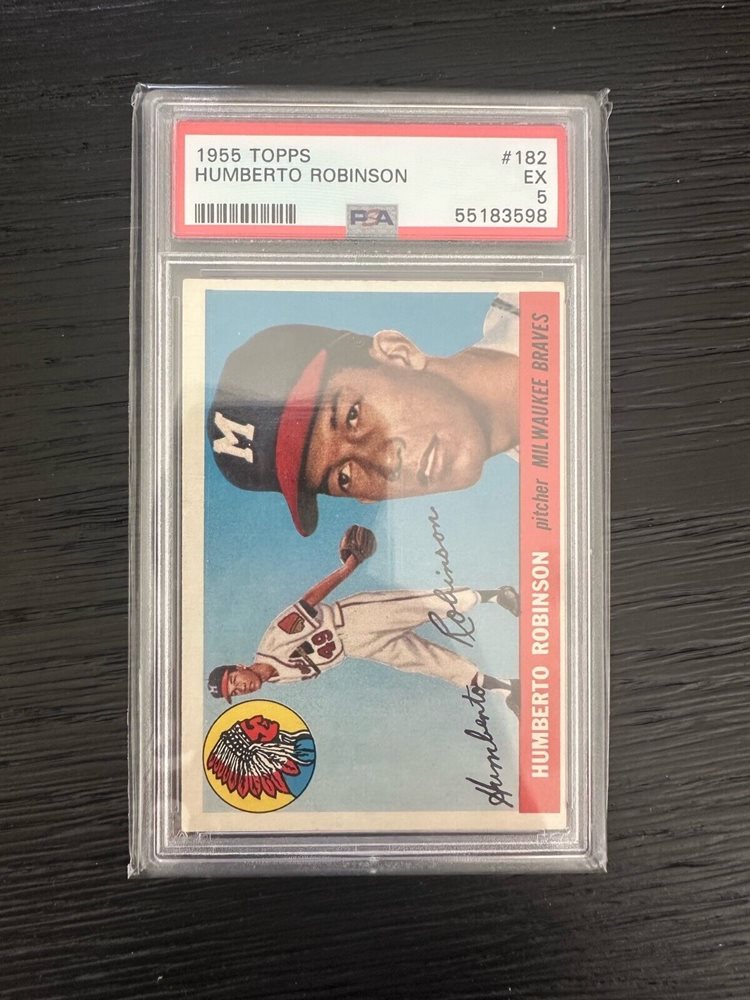 1955 TOPPS #182
HUMBERTO ROBINSON EX
5
PSA 55183598
M
49
Humberto Robinson
HUMBERTO ROBINSON pitcher MILWAUKEE BRAVES